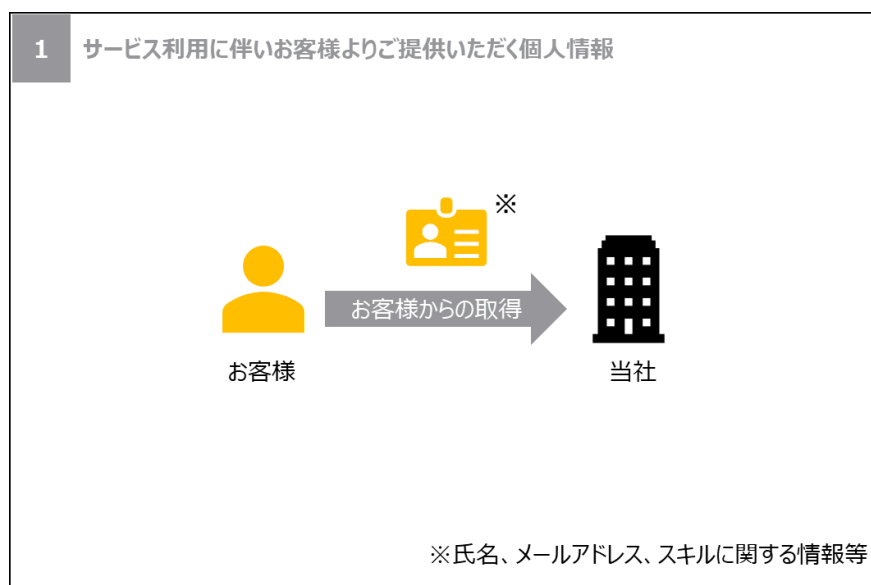 1 サービス利用に伴いお客様よりご提供いただく個人情報
※
お客様からの取得
お客様
当社
※氏名、メールアドレス、スキルに関する情報等